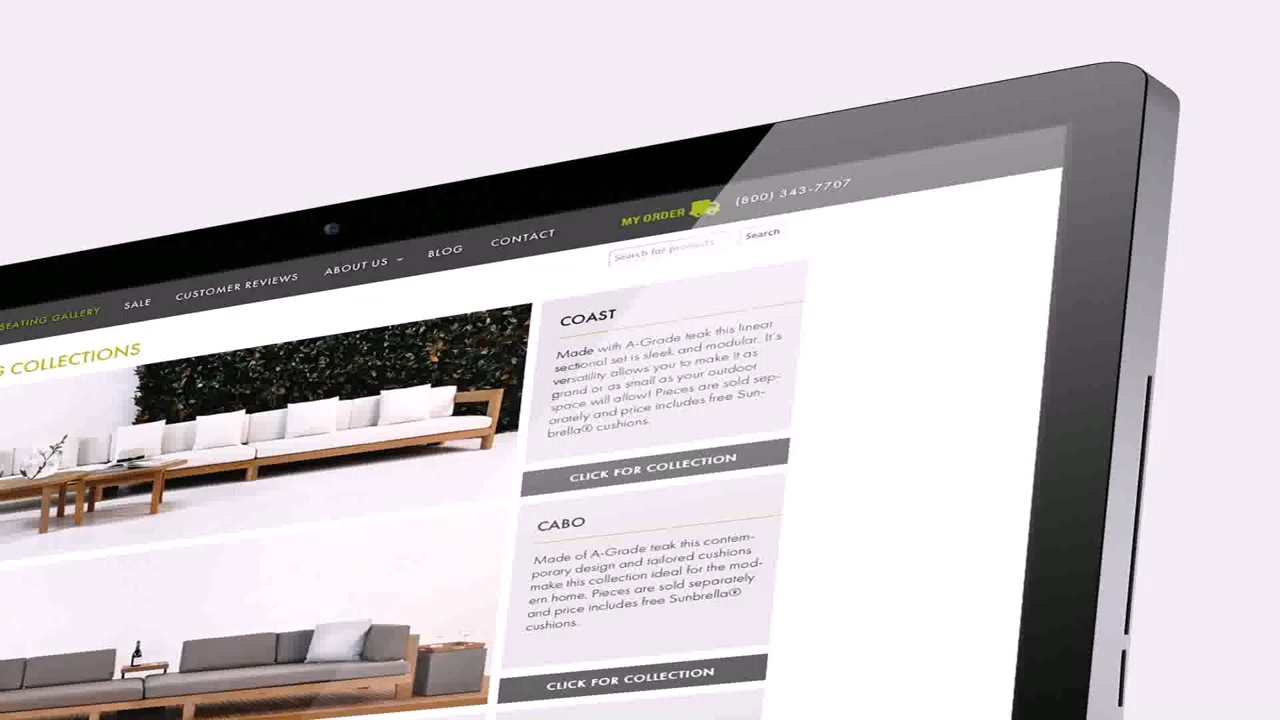 MY ORDER (800) 343-7707
SEATING GALLERY SALE CUSTOMER REVIEWS ABOUT US BLOG CONTACT
Search for products Search
COLLECTIONS
COAST
Made with A-Grade teak this linear
sectional set is sleek and modular. It's
versatility allows you to make it as
grand or as small as your outdoor
space will allow! Pieces are sold sep-
arately and price includes free Sun-
brella® cushions.
CLICK FOR COLLECTION
CABO
Made of A-Grade teak this contem-
porary design and tailored cushions
make this collection ideal for the mod-
ern home. Pieces are sold separately
and price includes free Sunbrella®
cushions.
CLICK FOR COLLECTION